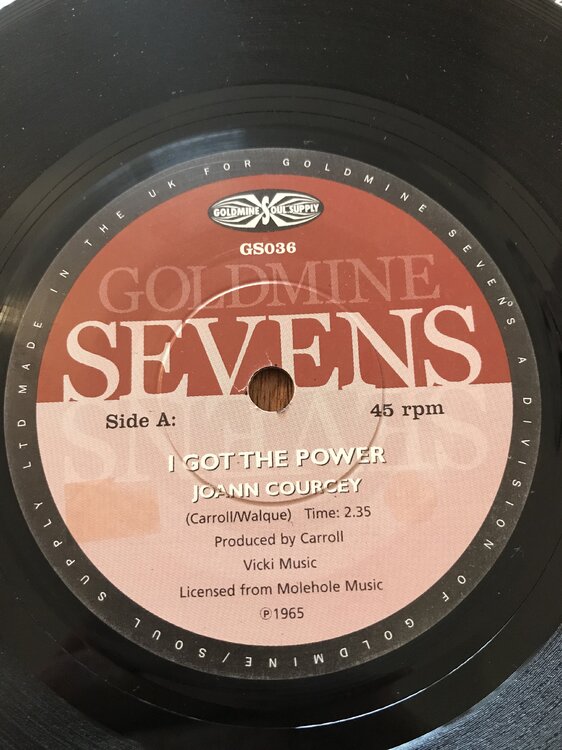 MADE IN THE UK FOR GOLDMINE SEVENS A DIVISION OF GOLDMINE/SOUL SUPPLY LTD
GOLDMINE SOUL SUPPLY
GS036
GOLDMINE
SEVENS
SEVENS
Side A:
45 rpm
I GOT THE POWER
JOANN COURCEY
(Carroll/Walque) Time: 2.35
Produced by Carroll
Vicki Music
Licensed from Molehole Music
℗1965